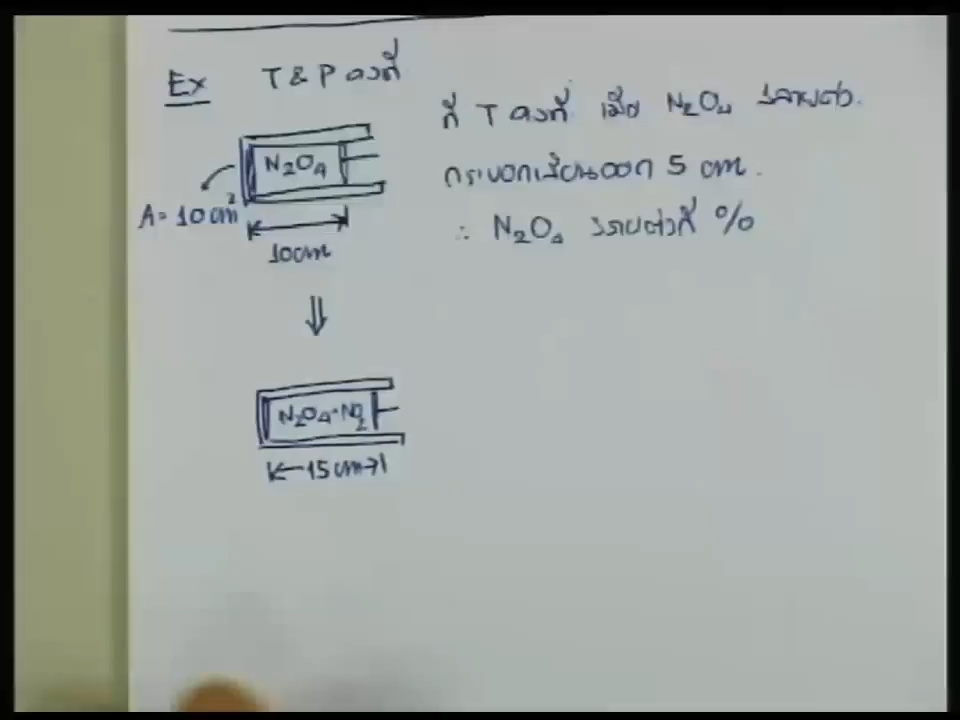 Ex T & P คงที่
ที่ T คงที่ เมื่อ N₂O₄ สลายตัว.
N₂O₄
กระบอกเลื่อนออก 5 cm.
A = 10 cm²
∴ N₂O₄ สลายตัวกี่ %
10 cm
⇓
N₂O₄ + NO₂
15 cm